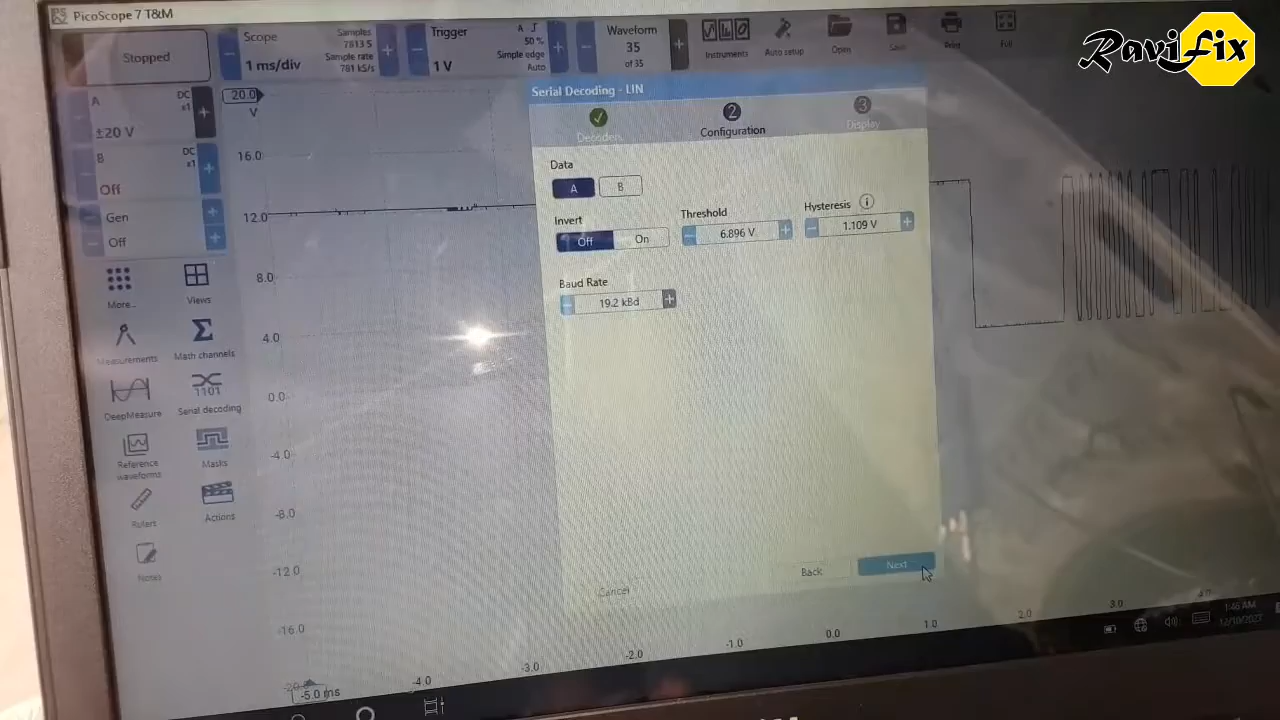 PicoScope 7 T&M
RaviFix
Stopped
Scope
1 ms/div
Samples
7813 S
Sample rate
781 kS/s
Trigger
1 V
A
50 %
Simple edge
Auto
Waveform
35
of 35
Instruments
Auto setup
Open
Save
Print
Full
A
DC
x1
±20 V
B
DC
x1
Off
Gen
Off
More...
Views
Measurements
Math channels
DeepMeasure
Serial decoding
1101
Reference
waveforms
Masks
Rulers
Actions
Notes
20.0
V
16.0
12.0
8.0
4.0
0.0
-4.0
-8.0
-12.0
-16.0
-5.0 ms
-4.0
-3.0
-2.0
-1.0
0.0
1.0
2.0
3.0
Serial Decoding - LIN
Decoders
2
Configuration
3
Display
Data
A
B
Invert
Off
On
Threshold
6.896 V
Hysteresis
i
1.109 V
Baud Rate
19.2 kBd
Cancel
Back
Next
1:46 AM